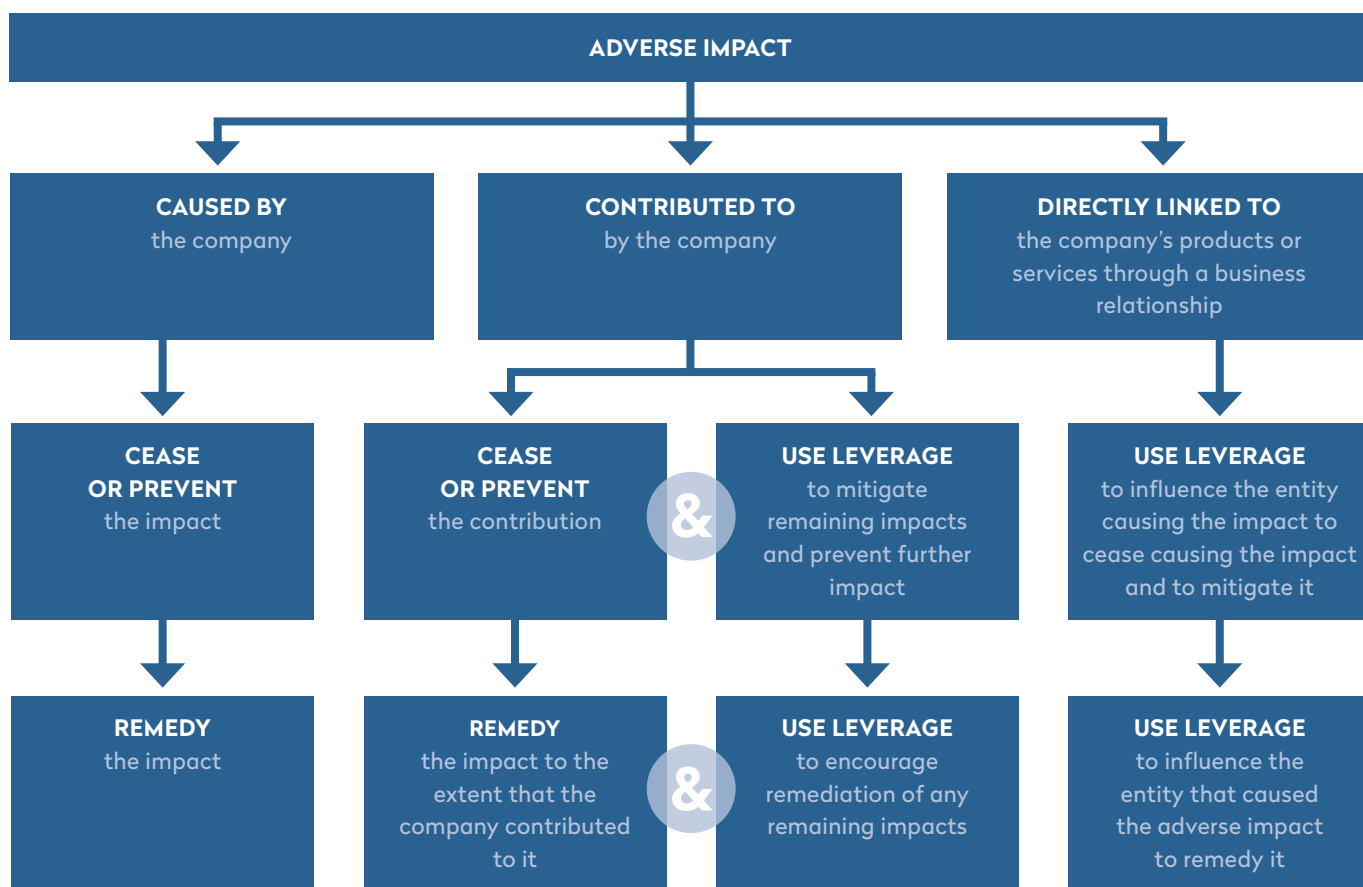 ADVERSE IMPACT
CAUSED BY
the company
CONTRIBUTED TO
by the company
DIRECTLY LINKED TO
the company's products or
services through a business
relationship
CEASE
OR PREVENT
the impact
CEASE
OR PREVENT
the contribution
&
USE LEVERAGE
to mitigate
remaining impacts
and prevent further
impact
USE LEVERAGE
to influence the entity
causing the impact to
cease causing the impact
and to mitigate it
REMEDY
the impact
REMEDY
the impact to the
extent that the
company contributed
to it
&
USE LEVERAGE
to encourage
remediation of any
remaining impacts
USE LEVERAGE
to influence the
entity that caused
the adverse impact
to remedy it